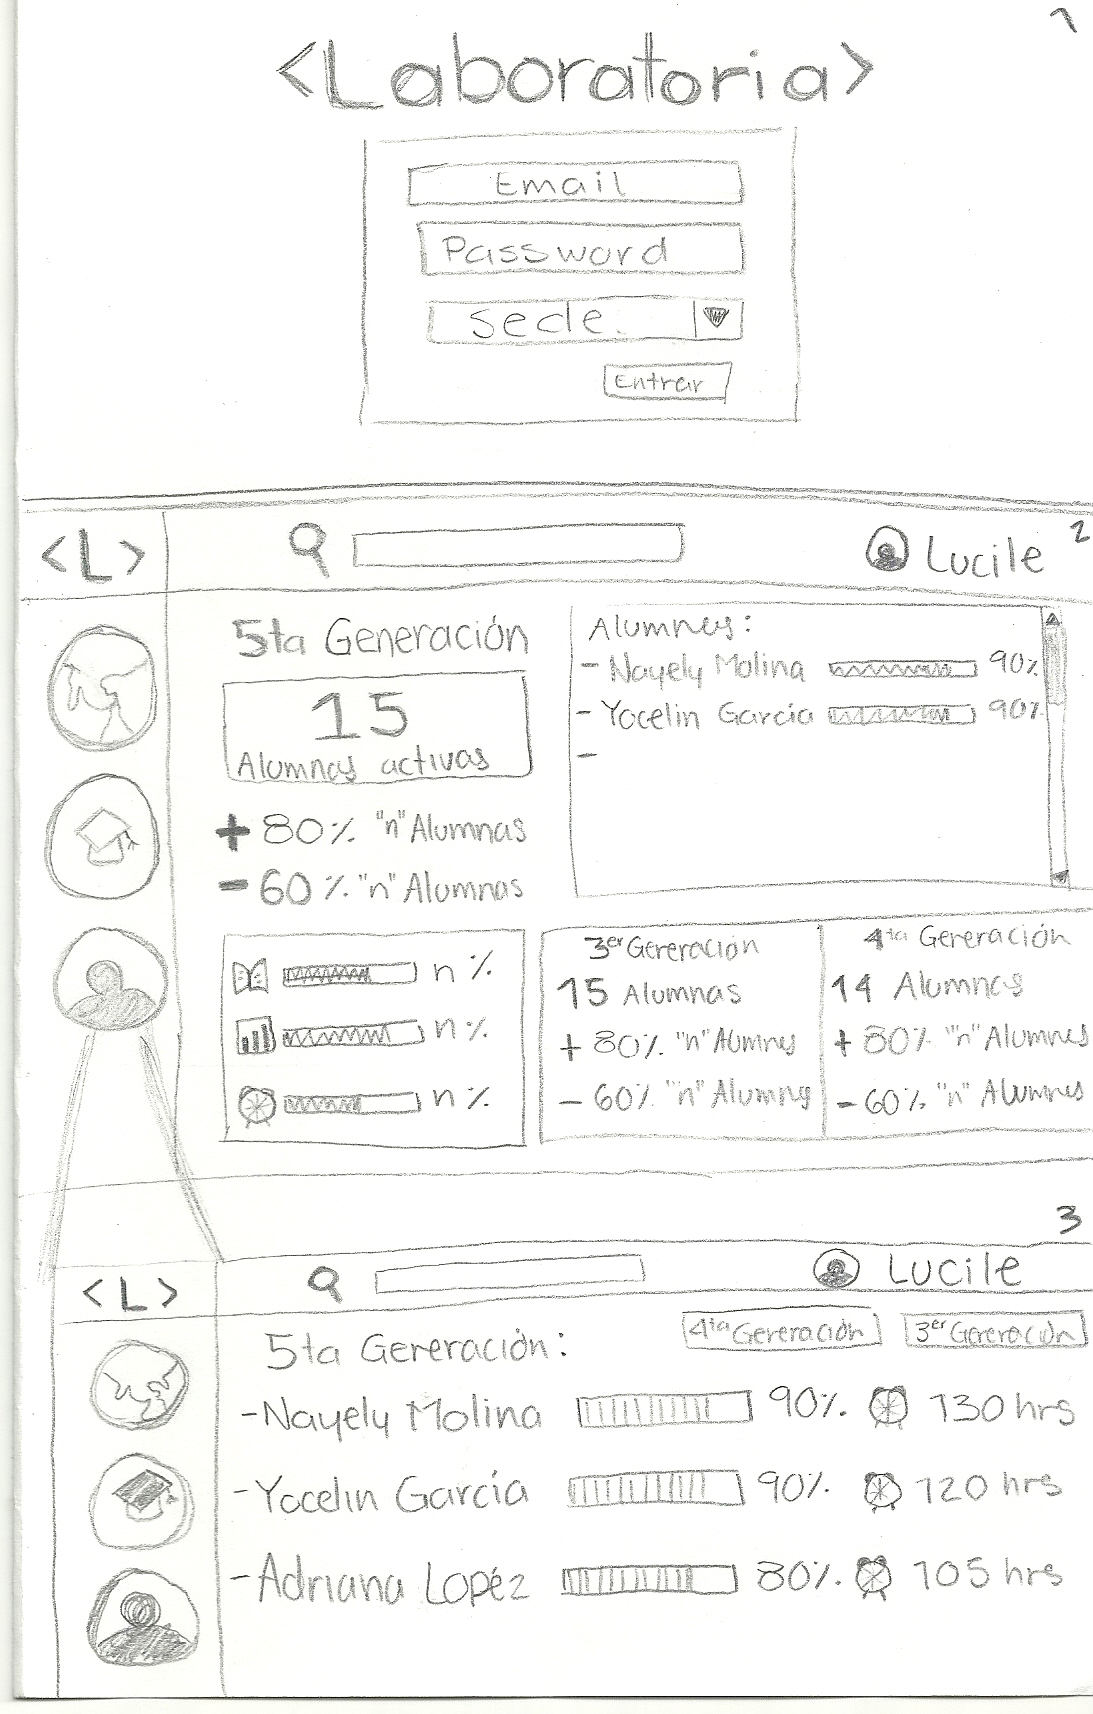 1
<Laboratoria>
Email
Password
Sede.
Entrar
2
<L>
Lucile
5ta Generación
15
Alumnas activas
+ 80% "n" Alumnas
- 60% "n" Alumnas
Alumnas:
- Nayely Molina 90%
- Yocelin García 90%
-
n %
n %
n %
3er Gereración
15 Alumnas
+ 80% "n" Alumnas
- 60% "n" Alumnas
4ta Gereración
14 Alumnas
+ 80% "n" Alumnas
- 60% "n" Alumnas
3
<L>
Lucile
4ta Gereración
3er Gereración
5ta Gereración:
-Nayely Molina 90% 130 hrs
-Yocelin García 90% 120 hrs
-Adriana Lopéz 80% 105 hrs